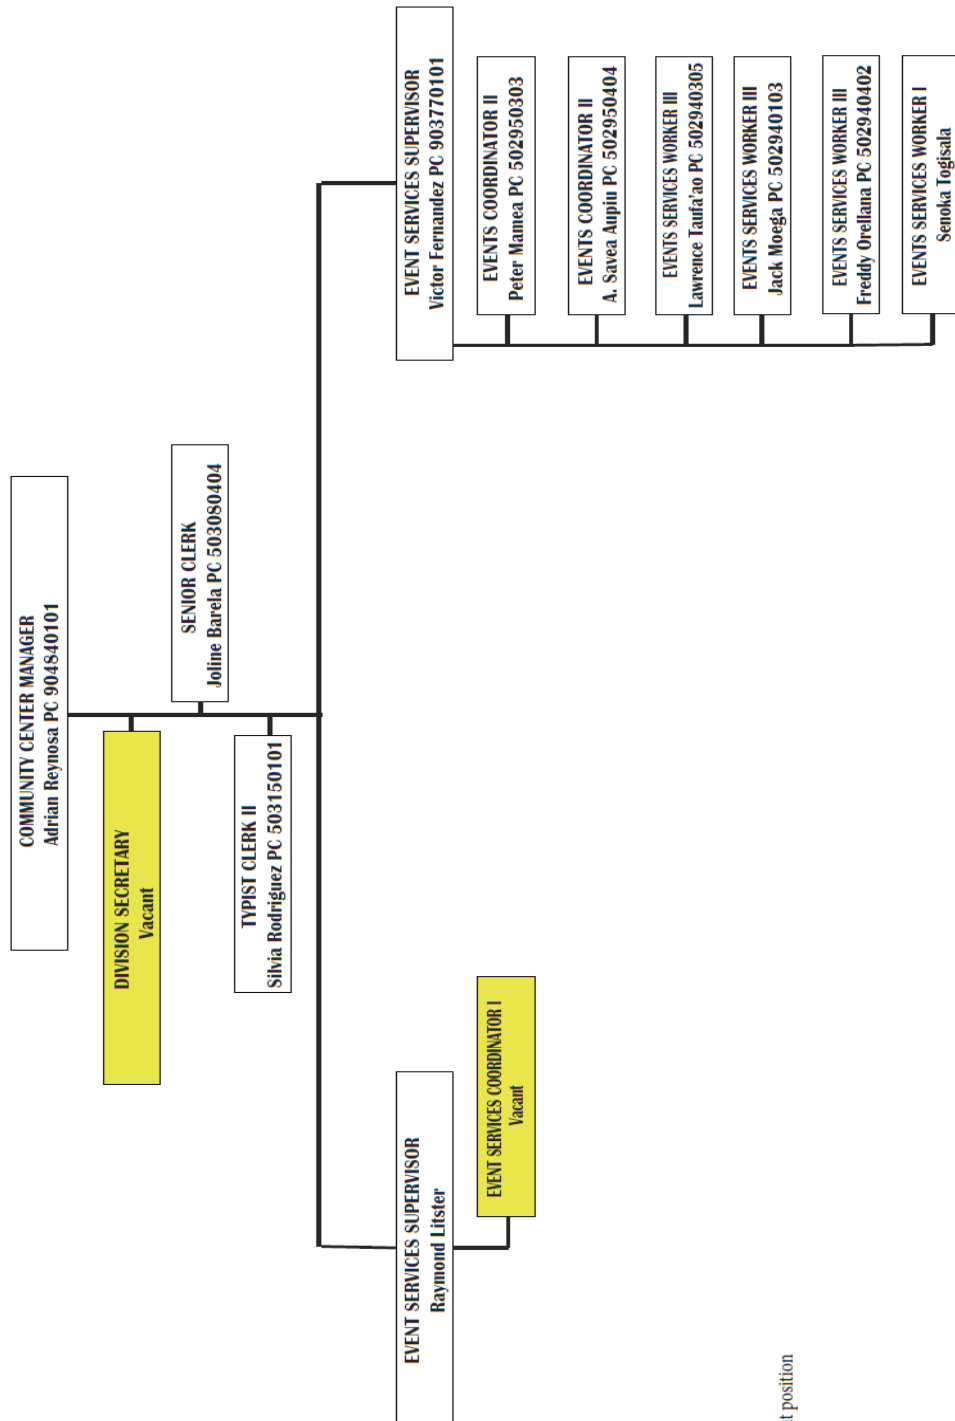 COMMUNITY CENTER MANAGER
Adrian Reynosa PC 904840101
DIVISION SECRETARY
Vacant
SENIOR CLERK
Joline Barela PC 503080404
TYPIST CLERK II
Silvia Rodriguez PC 503150101
EVENT SERVICES SUPERVISOR
Raymond Litster
EVENT SERVICES COORDINATOR I
Vacant
EVENT SERVICES SUPERVISOR
Victor Fernandez PC 903770101
EVENTS COORDINATOR II
Peter Mamea PC 502950303
EVENTS COORDINATOR II
A. Savea Aupiu PC 502950404
EVENTS SERVICES WORKER III
Lawrence Taufa'ao PC 502940305
EVENTS SERVICES WORKER III
Jack Moega PC 502940103
EVENTS SERVICES WORKER III
Freddy Orellana PC 502940402
EVENTS SERVICES WORKER I
Senoka Togisala
position